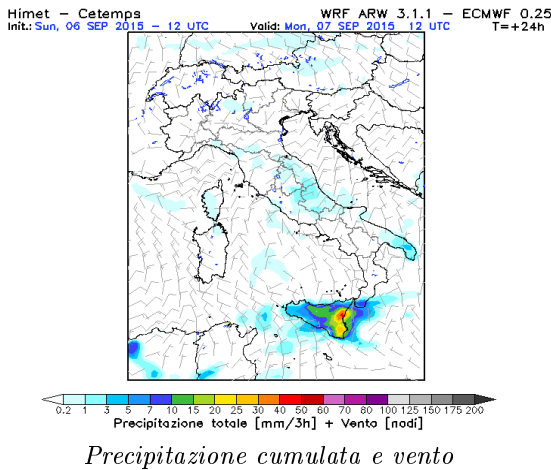 Himet – Cetemps WRF ARW 3.1.1 – ECMWF 0.25
Init.: Sun, 06 SEP 2015 – 12 UTC Valid: Mon, 07 SEP 2015 12 UTC T=+24h
0.2 1 3 5 7 10 15 20 25 30 40 50 60 70 80 100 125 150 175 200
Precipitazione totale [mm/3h] + Vento [nodi]
Precipitazione cumulata e vento